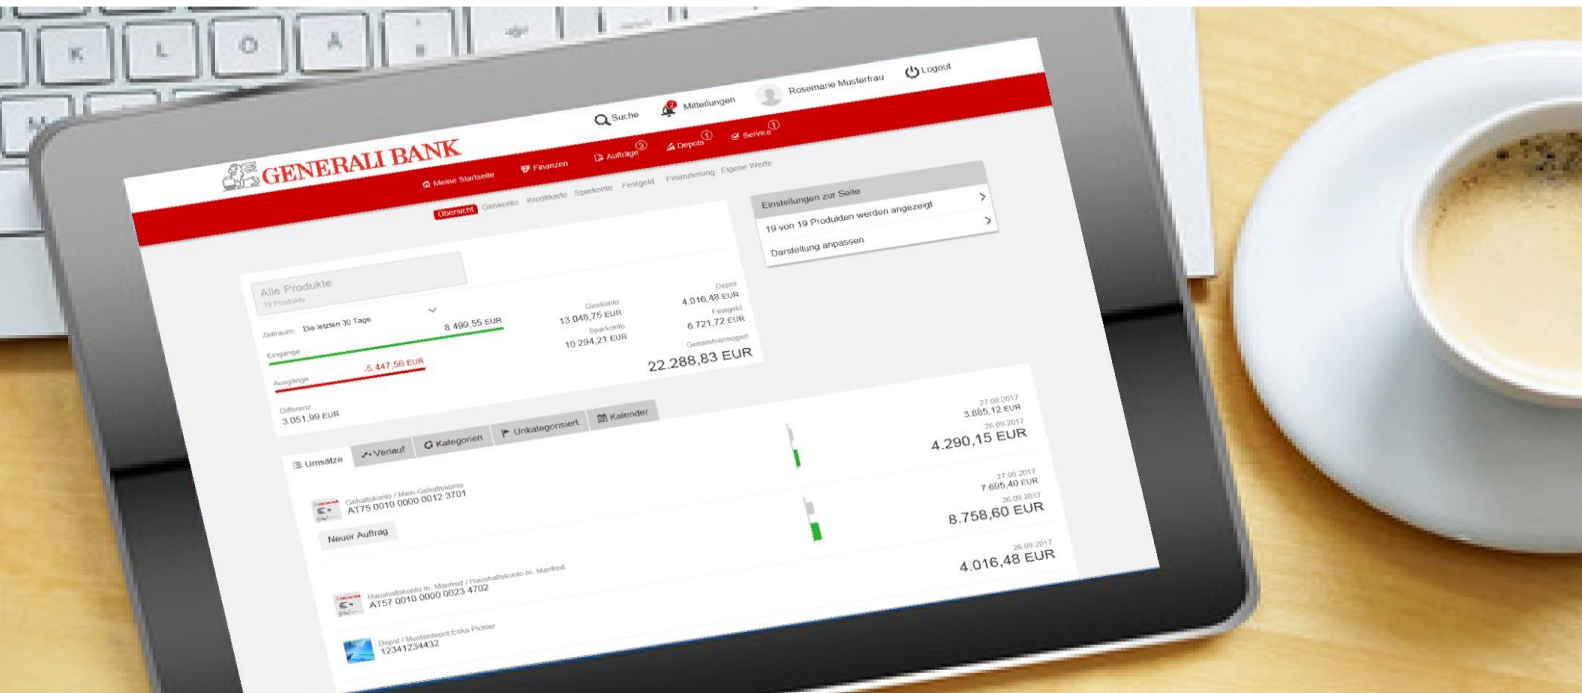 K L Ö Ä
Suche 2 Mitteilungen Rosemarie Musterfrau Logout
GENERALI BANK
Meine Startseite Finanzen Aufträge 3 Depots 1 Service 1
Übersicht Girokonto Kreditkarte Sparkonto Festgeld Finanzierung Eigene Werte
Einstellungen zur Seite
19 von 19 Produkten werden angezeigt
Darstellung anpassen
Alle Produkte
19 Produkte
Zeitraum: Die letzten 30 Tage
Eingänge 8.499,55 EUR
Ausgänge -5.447,56 EUR
Differenz
3.051,99 EUR
Girokonto
13.048,75 EUR
Sparkonto
10.294,21 EUR
Depot
4.016,48 EUR
Festgeld
6.721,72 EUR
Gesamtvermögen
22.288,83 EUR
Umsätze Verlauf Kategorien Unkategorisiert Kalender
Gehaltskonto / Mein Gehaltskonto
AT75 0010 0000 0012 3701
27.08.2017
3.885,12 EUR
26.09.2017
4.290,15 EUR
Neuer Auftrag
Haushaltskonto m. Manfred / Haushaltskonto m. Manfred
AT57 0010 0000 0023 4702
27.08.2017
7.695,40 EUR
26.09.2017
8.758,60 EUR
Depot / Musterdepot Erika Pichler
12341234432
26.09.2017
4.016,48 EUR